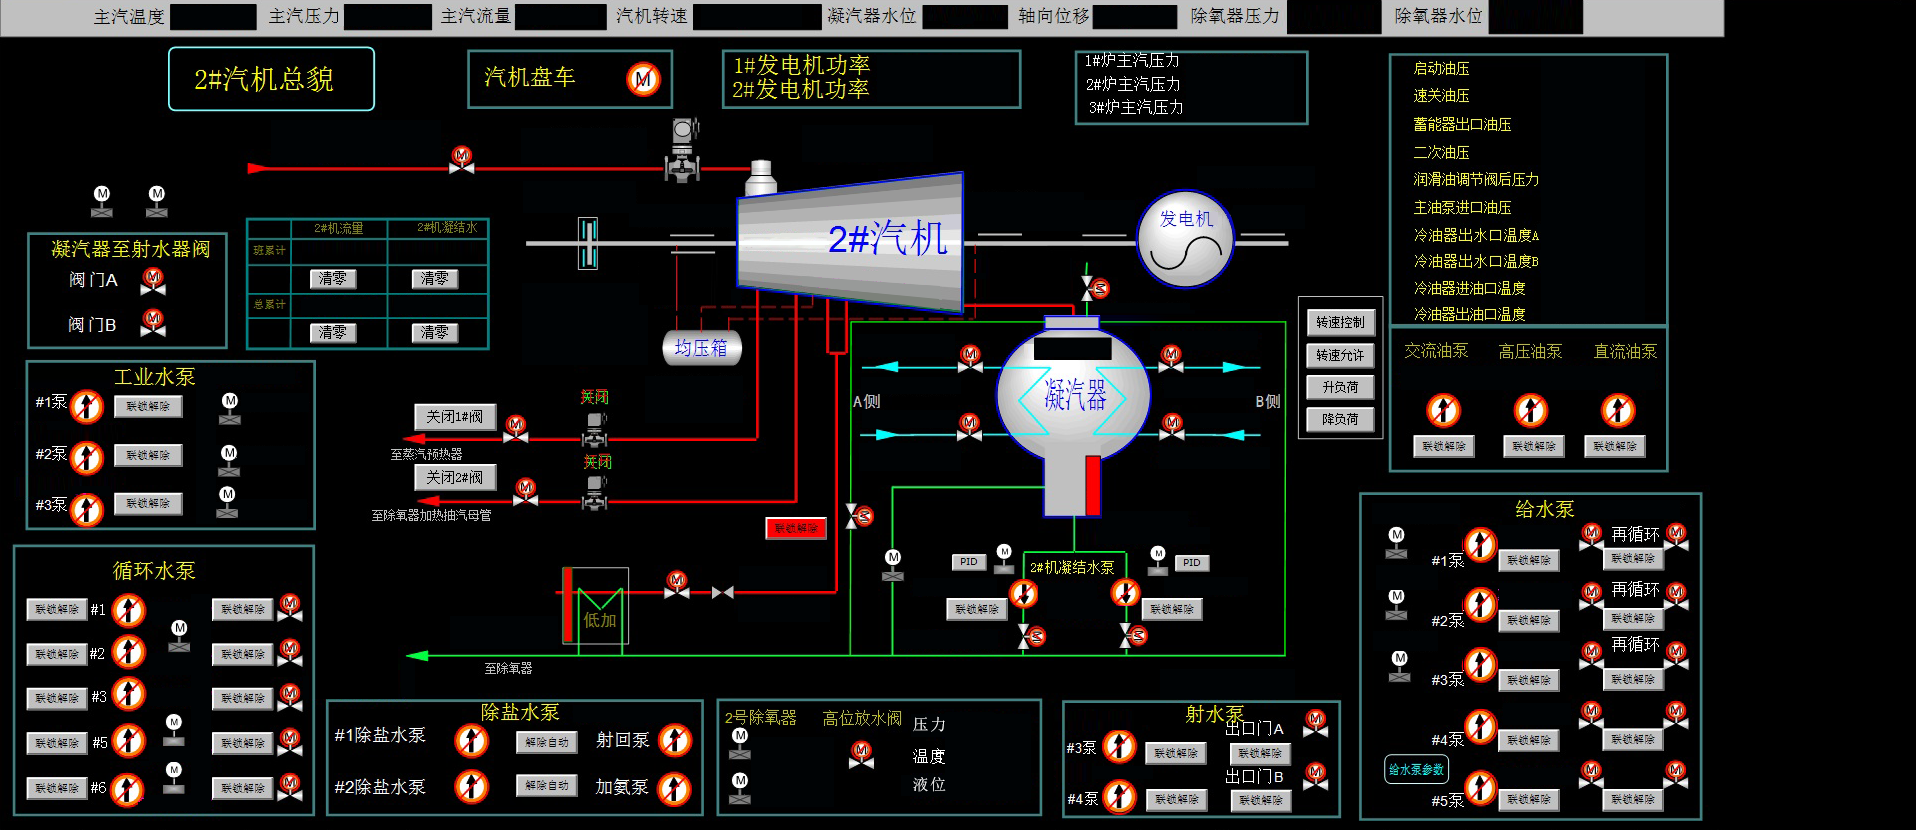 主汽温度 主汽压力 主汽流量 汽机转速 凝汽器水位 轴向位移 除氧器压力 除氧器水位
2#汽机总貌
汽机盘车
M
1#发电机功率
2#发电机功率
1#炉主汽压力
2#炉主汽压力
3#炉主汽压力
启动油压
速关油压
蓄能器出口油压
二次油压
润滑油调节阀后压力
主油泵进口油压
冷油器出水口温度A
冷油器出水口温度B
冷油器进油口温度
冷油器出油口温度
M M
凝汽器至射水器阀
阀门A M
阀门B M
2#机流量 2#机凝结水
班累计
清零 清零
总累计
清零 清零
M
2#汽机
发电机
M
均压箱
转速控制
转速允许
升负荷
降负荷
交流油泵 高压油泵 直流油泵
联锁解除 联锁解除 联锁解除
工业水泵
#1泵 联锁解除 M
#2泵 联锁解除 M
#3泵 联锁解除 M
关闭
关闭1#阀 M
至蒸汽预热器
关闭
关闭2#阀 M
至除氧器加热抽汽母管
联锁解除
M M
凝汽器
A侧 B侧
M M
M
M
PID M 2#机凝结水泵 M PID
联锁解除 联锁解除
M M
M
低加
至除氧器
循环水泵
联锁解除 #1 联锁解除 M
M
联锁解除 #2 联锁解除 M
联锁解除 #3 联锁解除 M
M
联锁解除 #5 联锁解除 M
M
联锁解除 #6 联锁解除 M
除盐水泵
#1除盐水泵 解除自动 射回泵
#2除盐水泵 解除自动 加氨泵
2号除氧器 高位放水阀 压力
M M 温度
M 液位
射水泵
出口门A M
#3泵 联锁解除 联锁解除
出口门B M
#4泵 联锁解除 联锁解除
给水泵
M M 再循环 M
#1泵 联锁解除 联锁解除
M M 再循环 M
#2泵 联锁解除 联锁解除
M M 再循环 M
#3泵 联锁解除 联锁解除
M M
#4泵 联锁解除 联锁解除
给水泵参数 M M
#5泵 联锁解除 联锁解除